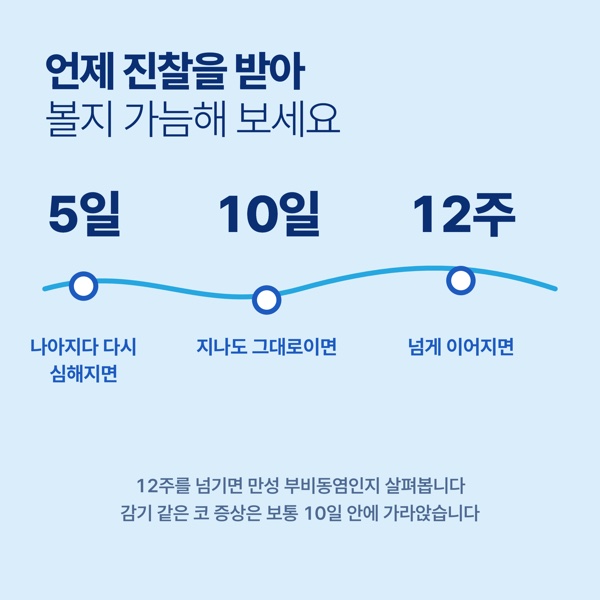 언제 진찰을 받아
볼지 가늠해 보세요
5일
10일
12주
나아지다 다시
심해지면
지나도 그대로이면
넘게 이어지면
12주를 넘기면 만성 부비동염인지 살펴봅니다
감기 같은 코 증상은 보통 10일 안에 가라앉습니다